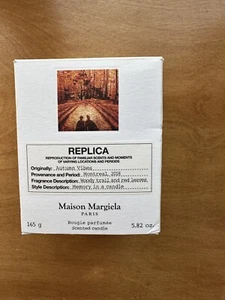 REPLICA
REPRODUCTION OF FAMILIAR SCENTS AND MOMENTS
OF VARYING LOCATIONS AND PERIODS
Originally: Autumn Vibes
Provenance and Period: Montreal, 2018
Fragrance Description: Woody trail and red leaves
Style Description: Memory in a candle
Maison Margiela
PARIS
165 g
Bougie parfumée
Scented candle
5.82 oz.